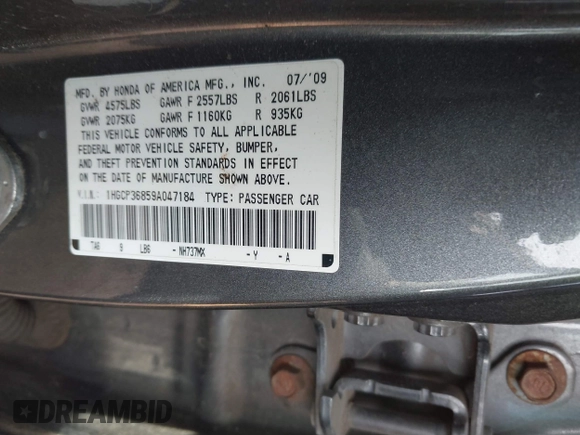 MFD. BY HONDA OF AMERICA MFG., INC. 07/'09
GVWR 4575LBS GAWR F 2557LBS R 2061LBS
GVWR 2075KG GAWR F 1160KG R 935KG
THIS VEHICLE CONFORMS TO ALL APPLICABLE
FEDERAL MOTOR VEHICLE SAFETY, BUMPER,
AND THEFT PREVENTION STANDARDS IN EFFECT
ON THE DATE OF MANUFACTURE SHOWN ABOVE.
V.I.N.: 1HGCP36859A047184 TYPE: PASSENGER CAR
TA6 9 LBG - NH737MX - Y - A
DREAMBID